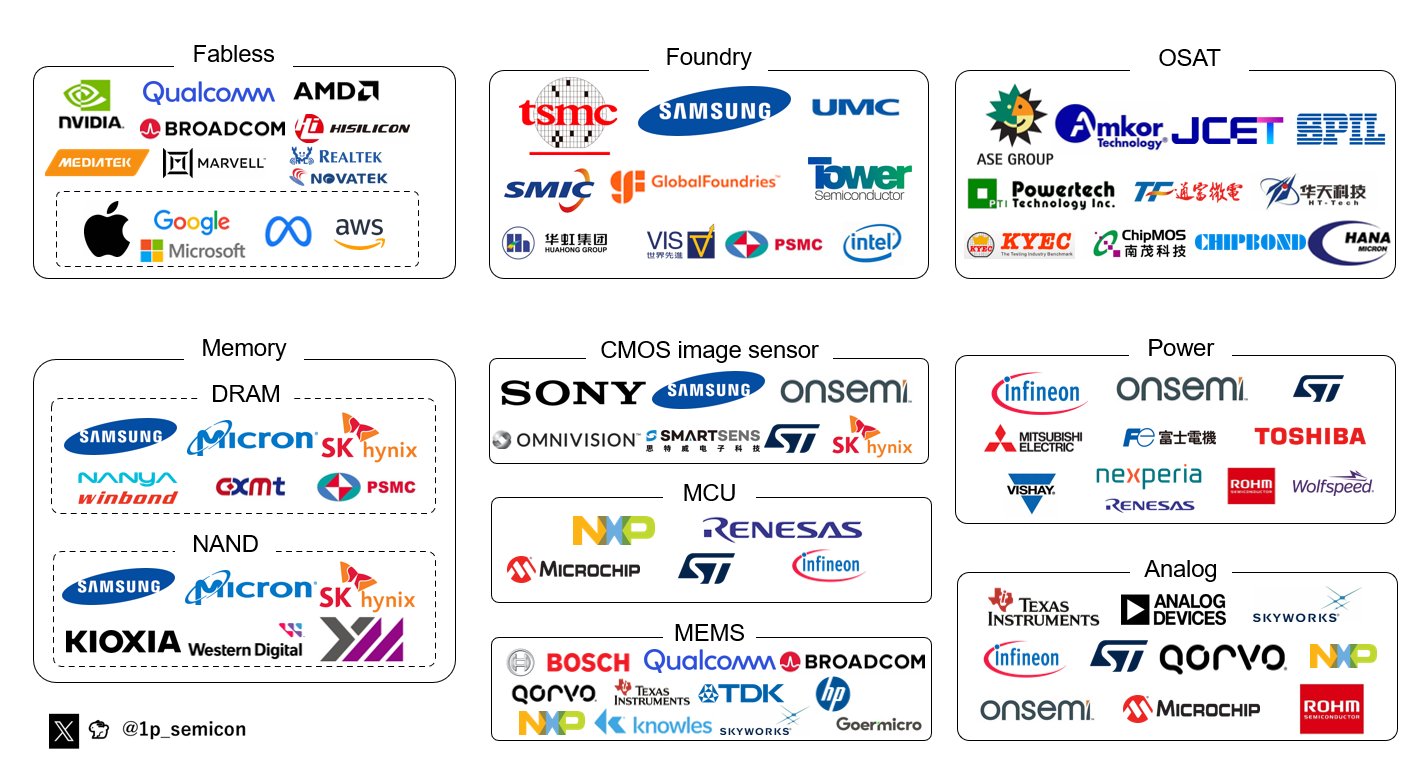 Fabless
NVIDIA.
Qualcomm
AMD
BROADCOM
Hi HISILICON
MEDIATEK
MARVELL
REALTEK
NOVATEK
Google
Microsoft
aws
Foundry
tsmc
SAMSUNG
UMC
SMIC
GF GlobalFoundries™
Tower
Semiconductor
华虹集团
HUAHONG GROUP
VIS
世界先進
PSMC
intel
OSAT
ASE GROUP
Amkor
Technology®
JCET
SPIL
PTI Powertech
Technology Inc.
TF 通富微電
华天科技
HT-Tech
KYEC KYEC
The Testing Industry Benchmark
ChipMOS
南茂科技
CHIPBOND
HANA
MICRON
Memory
DRAM
SAMSUNG
Micron®
SK hynix
NANYA
winbond
cxmt
PSMC
NAND
SAMSUNG
Micron®
SK hynix
KIOXIA
Western Digital
CMOS image sensor
SONY
SAMSUNG
onsemi
OMNIVISION™
SMARTSENS
思特威电子科技
ST
SK hynix
MCU
NXP
RENESAS
MICROCHIP
ST
infineon
MEMS
BOSCH
Qualcomm
BROADCOM
QORVO
TEXAS
INSTRUMENTS
TDK
hp
NXP
knowles
SKYWORKS
Goermicro
Power
infineon
onsemi
ST
MITSUBISHI
ELECTRIC
Fe 富士電機
TOSHIBA
VISHAY
nexperia
RENESAS
ROHM
SEMICONDUCTOR
Wolfspeed
Analog
TEXAS
INSTRUMENTS
ANALOG
DEVICES
SKYWORKS
infineon
ST
QORVO
NXP
onsemi
MICROCHIP
ROHM
SEMICONDUCTOR
X @1p_semicon